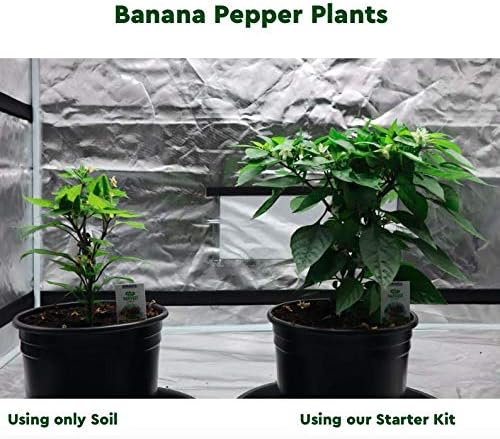 Banana Pepper Plants
Using only Soil
Using our Starter Kit